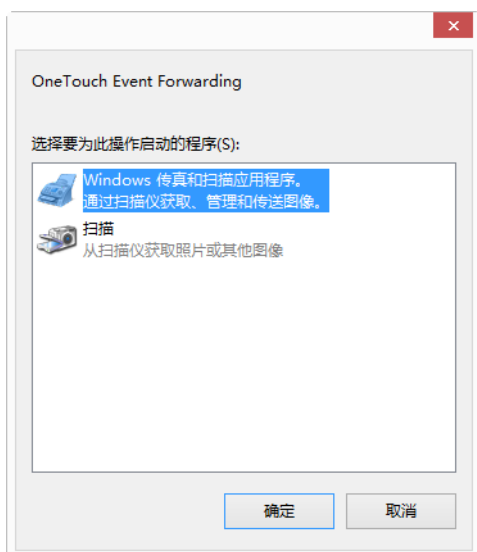 OneTouch Event Forwarding
选择要为此操作启动的程序(S):
Windows 传真和扫描应用程序。
通过扫描仪获取、管理和传送图像。
扫描
从扫描仪获取照片或其他图像
确定
取消